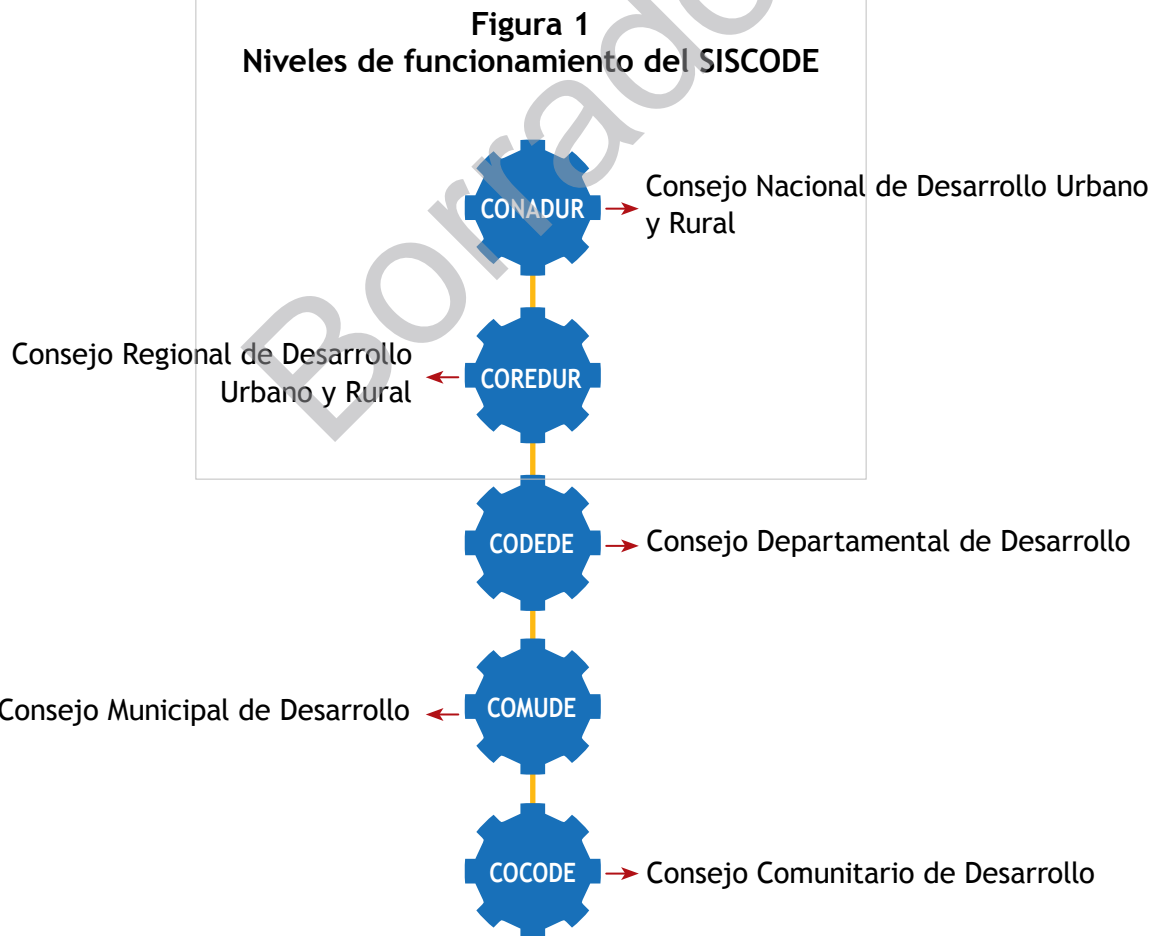 Figura 1
Niveles de funcionamiento del SISCODE
CONADUR
Consejo Nacional de Desarrollo Urbano
y Rural
Consejo Regional de Desarrollo
Urbano y Rural
COREDUR
CODEDE
Consejo Departamental de Desarrollo
Consejo Municipal de Desarrollo
COMUDE
COCODE
Consejo Comunitario de Desarrollo
Borrado